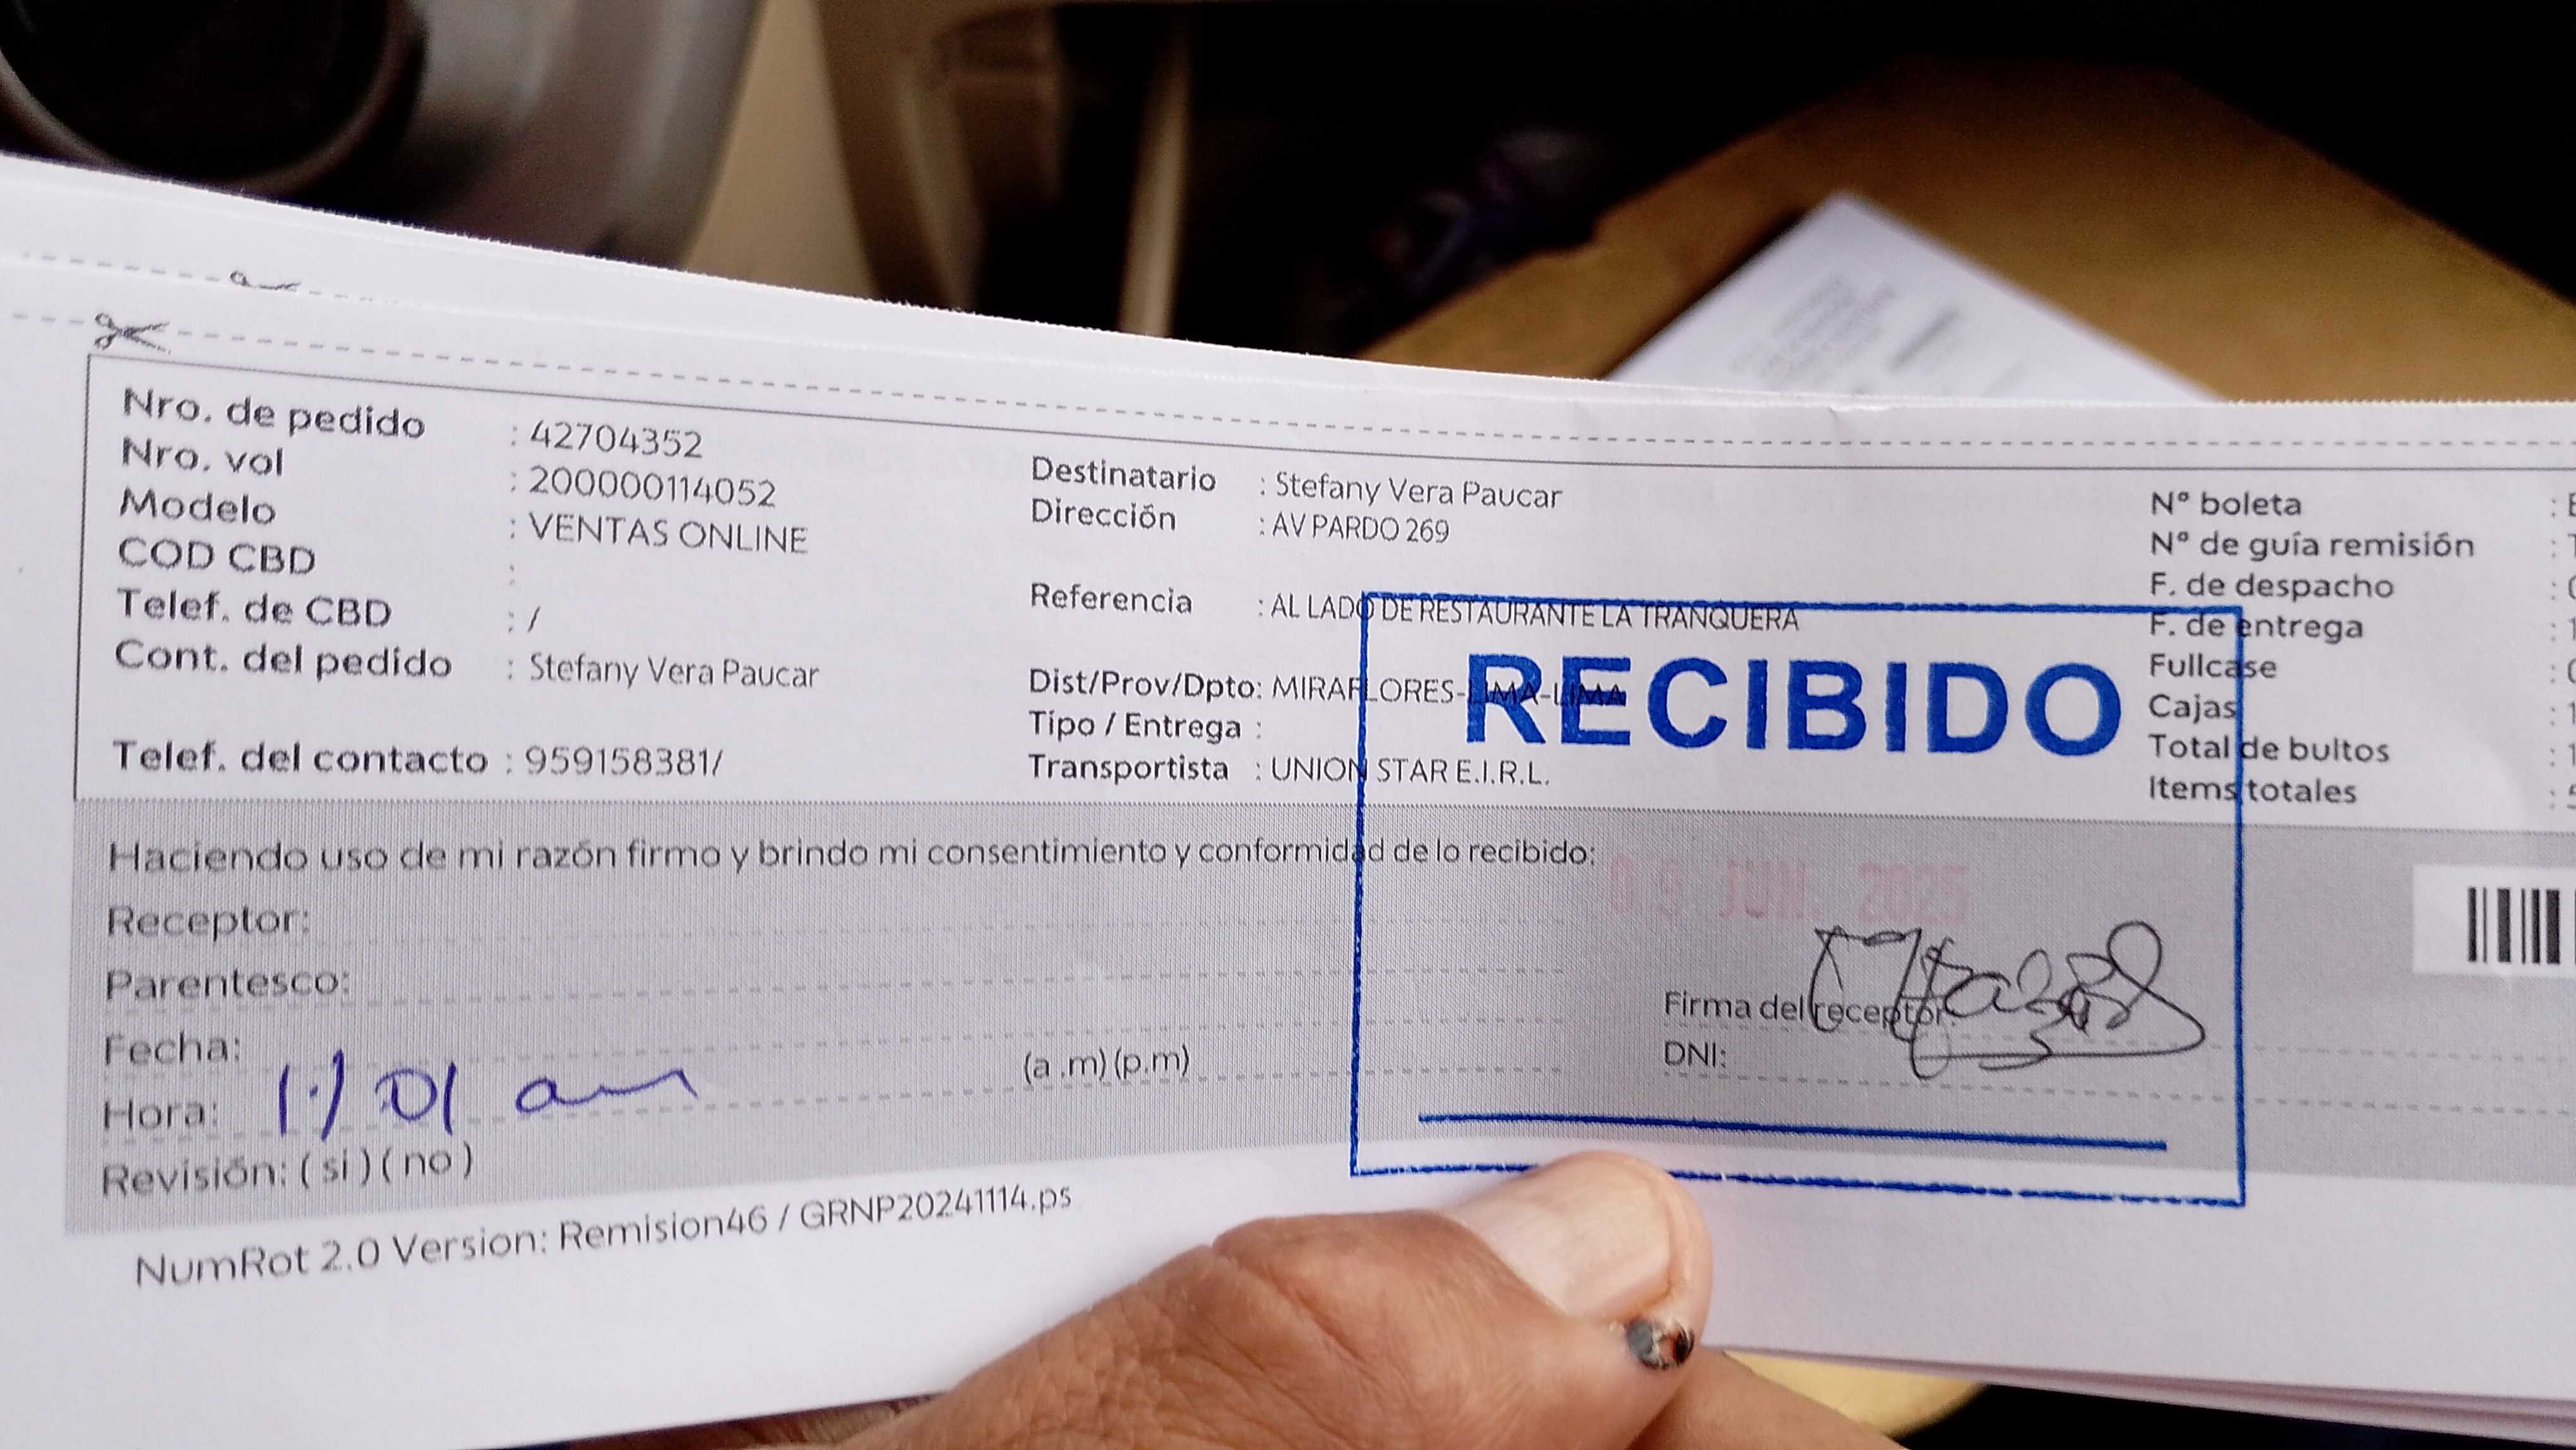 Nro. de pedido : 42704352
Nro. vol : 200000114052
Modelo : VENTAS ONLINE
COD CBD :
Telef. de CBD : /
Cont. del pedido : Stefany Vera Paucar
Telef. del contacto : 959158381/
Destinatario : Stefany Vera Paucar
Dirección : AV PARDO 269
Referencia : AL LADO DE RESTAURANTE LA TRANQUERA
Dist/Prov/Dpto: MIRAFLORES-LIMA-LIMA
Tipo / Entrega :
Transportista : UNION STAR E.I.R.L.
N° boleta :
N° de guía remisión :
F. de despacho :
F. de entrega :
Fullcase :
Cajas :
Total de bultos :
Items totales :
RECIBIDO
Haciendo uso de mi razón firmo y brindo mi consentimiento y conformidad de lo recibido:
JUN. 2025
Receptor:
Parentesco:
Fecha:
Hora: 01 am (a .m) (p.m)
Revisión: ( si ) ( no )
Firma del receptor:
DNI:
NumRot 2.0 Version: Remision46 / GRNP20241114.ps